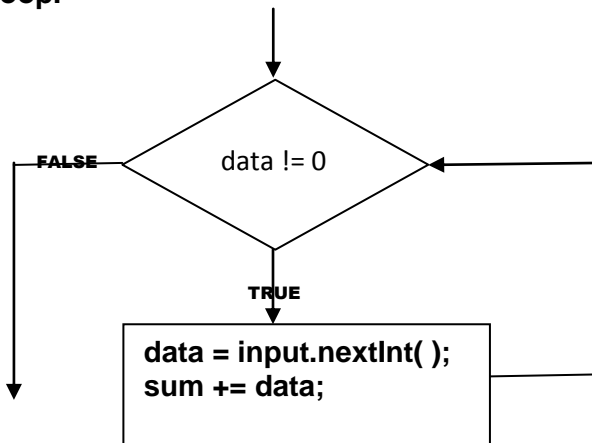 FALSE
data != 0
TRUE
data = input.nextInt( );
sum += data;